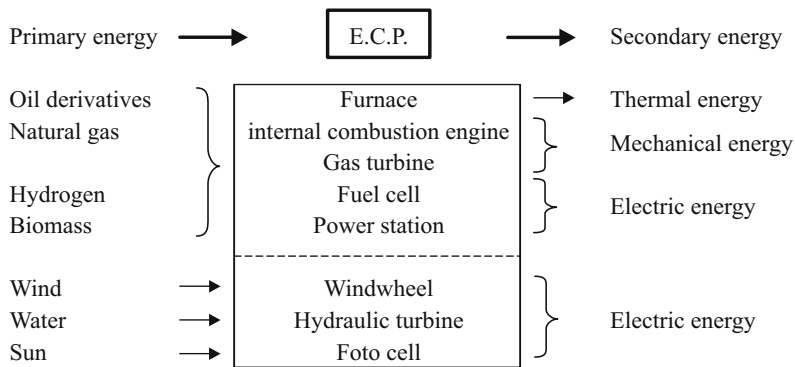 Primary energy E.C.P. Secondary energy
Oil derivatives Furnace Thermal energy
Natural gas internal combustion engine
Mechanical energy
Gas turbine
Hydrogen Fuel cell
Electric energy
Biomass Power station
Wind Windwheel
Water Hydraulic turbine Electric energy
Sun Foto cell